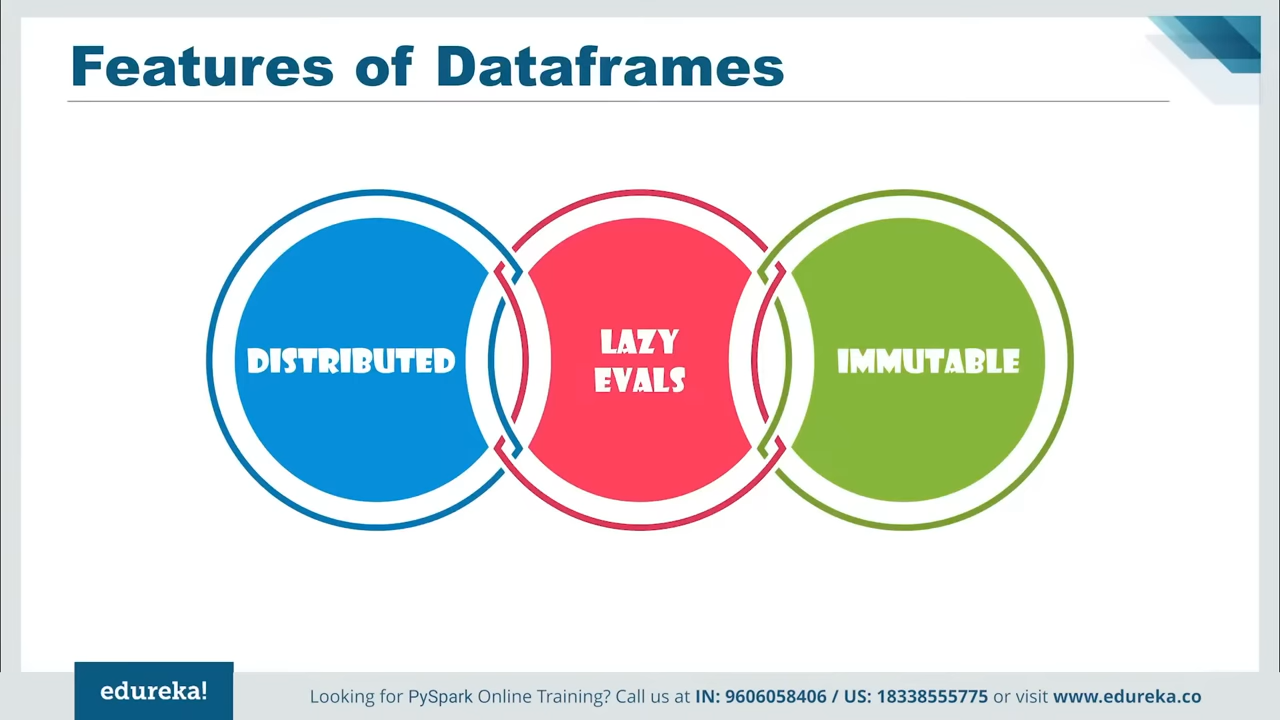 Features of Dataframes
DISTRIBUTED
LAZY
EVALS
IMMUTABLE
edureka!
Looking for PySpark Online Training? Call us at IN: 9606058406 / US: 18338555775 or visit www.edureka.co